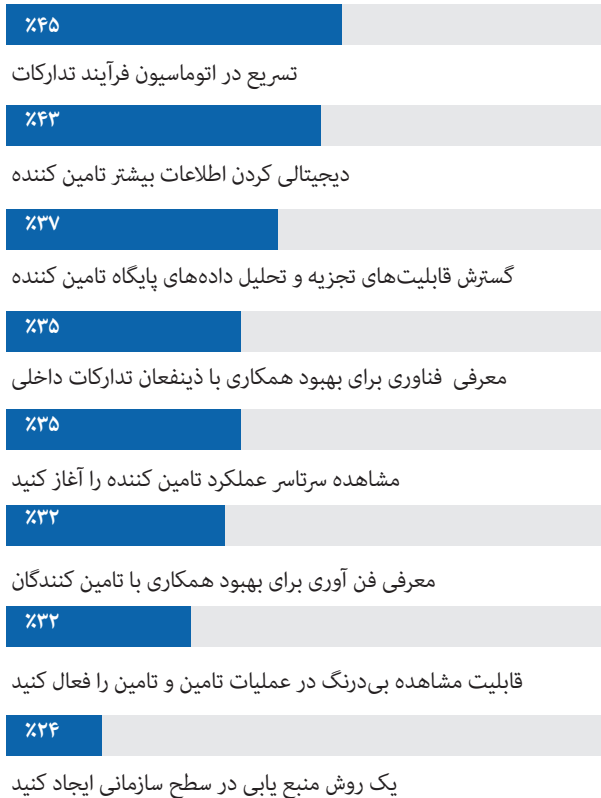 ٪۴۵
تسریع در اتوماسیون فرآیند تدارکات
٪۴۳
دیجیتالی کردن اطلاعات بیشتر تامین کننده
٪۳۷
گسترش قابلیت‌های تجزیه و تحلیل داده‌های پایگاه تامین کننده
٪۳۵
معرفی فناوری برای بهبود همکاری با ذینفعان تدارکات داخلی
٪۳۵
مشاهده سرتاسر عملکرد تامین کننده را آغاز کنید
٪۳۲
معرفی فن آوری برای بهبود همکاری با تامین کنندگان
٪۳۲
قابلیت مشاهده بی‌درنگ در عملیات تامین و تامین را فعال کنید
٪۲۴
یک روش منبع یابی در سطح سازمانی ایجاد کنید